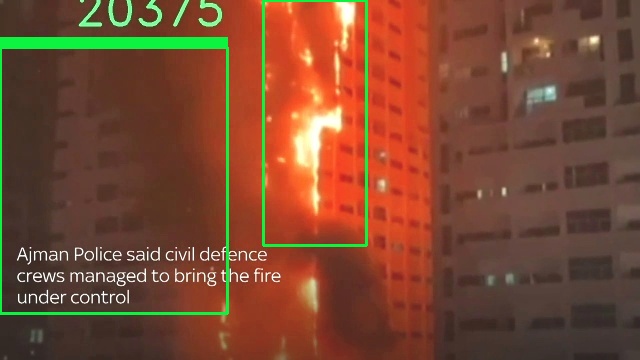 20375
Ajman Police said civil defence
crews managed to bring the fire
under control